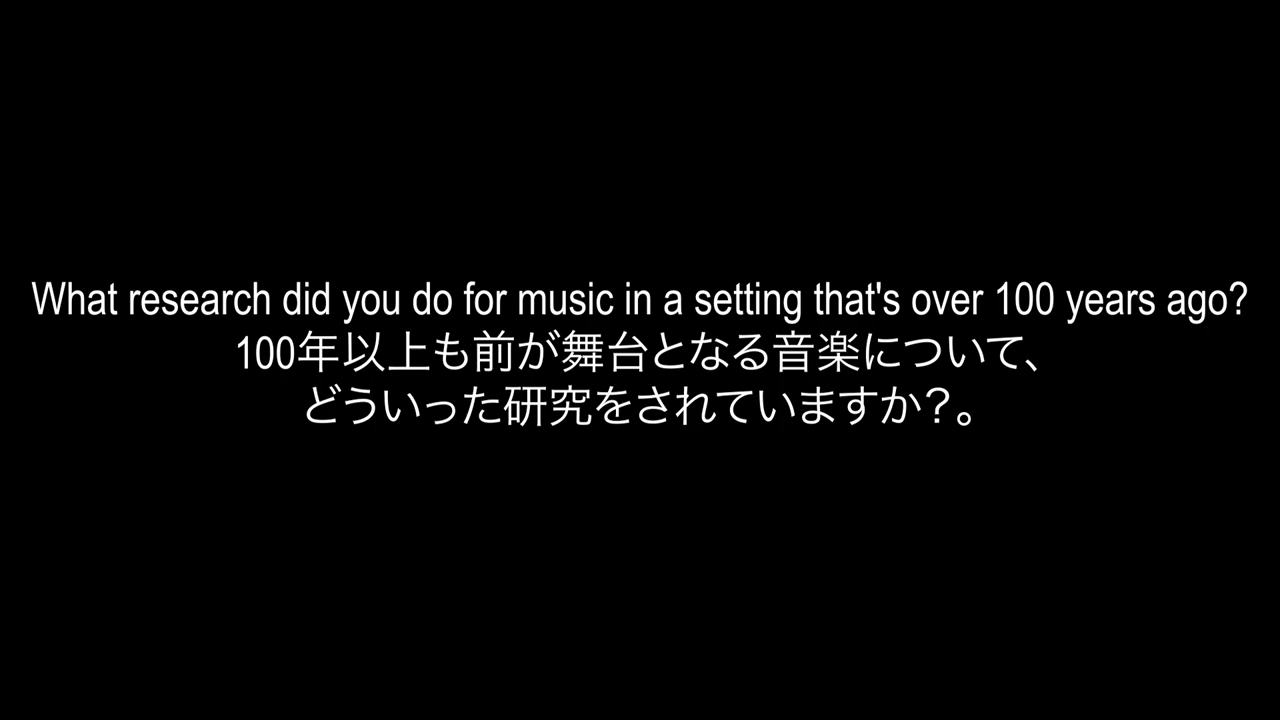 What research did you do for music in a setting that's over 100 years ago?
100年以上も前が舞台となる音楽について、
どういった研究をされていますか？。